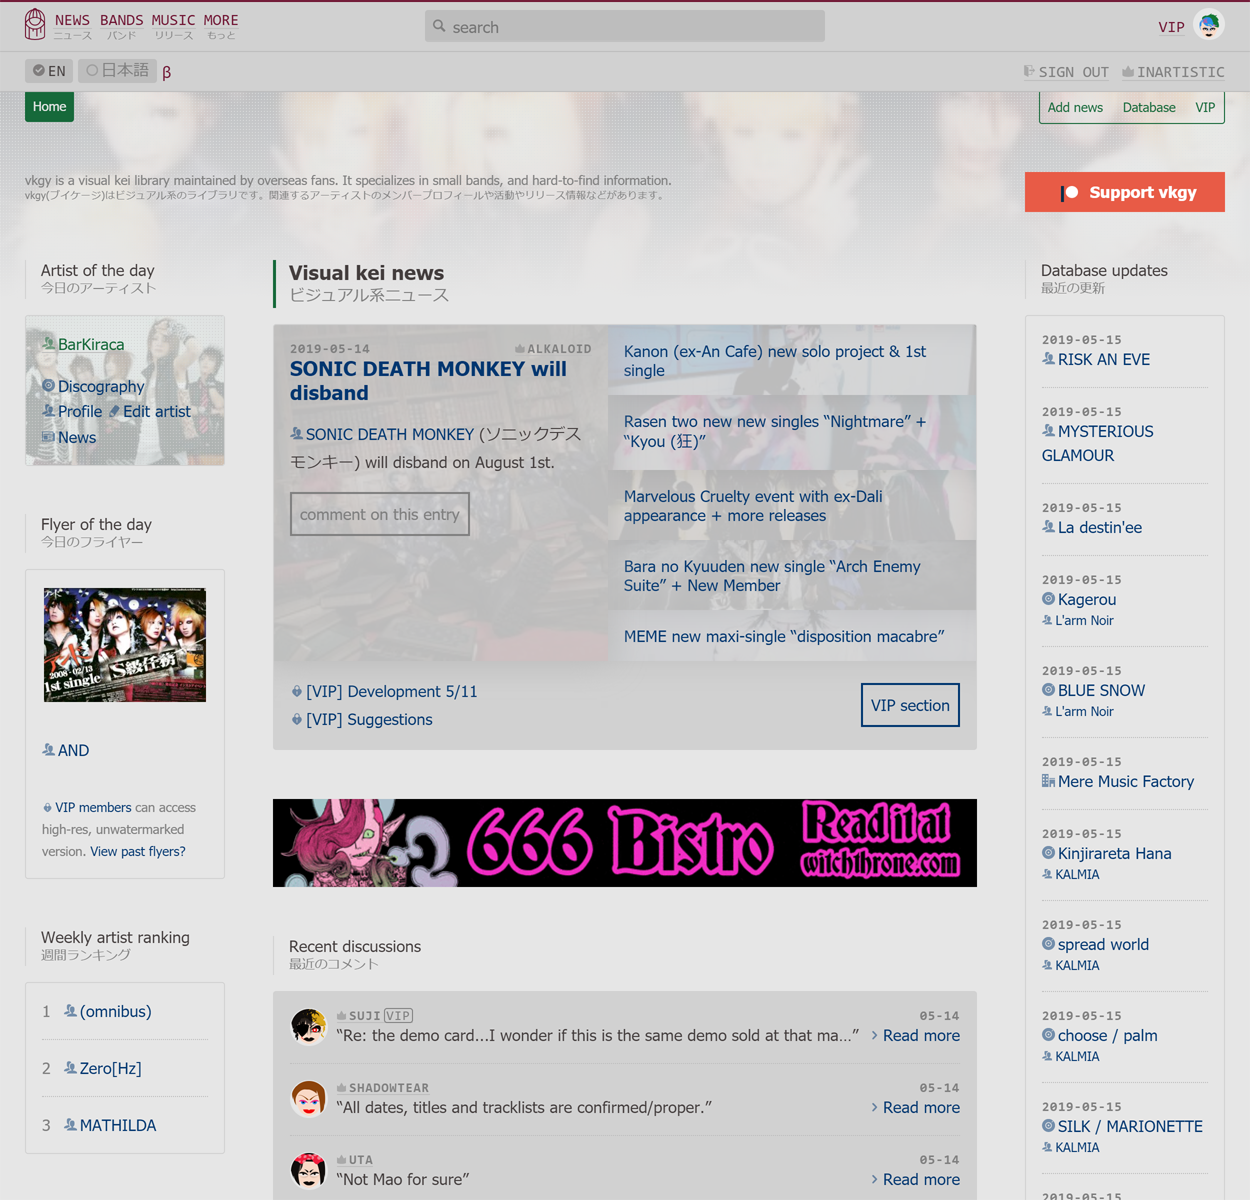 NEWS BANDS MUSIC MORE
ニュース バンド リリース もっと
search
VIP
EN 日本語 β
SIGN OUT INARTISTIC
Home
Add news Database VIP
vkgy is a visual kei library maintained by overseas fans. It specializes in small bands, and hard-to-find information.
vkgy(ブイケージ)はビジュアル系のライブラリです。関連するアーティストのメンバープロフィールや活動やリリース情報などがあります。
Support vkgy
Artist of the day
今日のアーティスト
BarKiraca
Discography
Profile Edit artist
News
Flyer of the day
今日のフライヤー
アンド
2008・02/13
S級任務
1st single
AND
VIP members can access
high-res, unwatermarked
version. View past flyers?
Weekly artist ranking
週間ランキング
1 (omnibus)
2 Zero[Hz]
3 MATHILDA
Visual kei news
ビジュアル系ニュース
2019-05-14 ALKALOID
SONIC DEATH MONKEY will
disband
SONIC DEATH MONKEY (ソニックデス
モンキー) will disband on August 1st.
comment on this entry
Kanon (ex-An Cafe) new solo project & 1st
single
Rasen two new new singles “Nightmare” +
“Kyou (狂)”
Marvelous Cruelty event with ex-Dali
appearance + more releases
Bara no Kyuuden new single “Arch Enemy
Suite” + New Member
MEME new maxi-single “disposition macabre”
[VIP] Development 5/11
[VIP] Suggestions
VIP section
666 Bistro
Read it at
witchthrone.com
Recent discussions
最近のコメント
SUJI VIP 05-14
“Re: the demo card...I wonder if this is the same demo sold at that ma…” Read more
SHADOWTEAR 05-14
“All dates, titles and tracklists are confirmed/proper.” Read more
UTA 05-14
“Not Mao for sure” Read more
Database updates
最近の更新
2019-05-15
RISK AN EVE
2019-05-15
MYSTERIOUS
GLAMOUR
2019-05-15
La destin'ee
2019-05-15
Kagerou
L'arm Noir
2019-05-15
BLUE SNOW
L'arm Noir
2019-05-15
Mere Music Factory
2019-05-15
Kinjirareta Hana
KALMIA
2019-05-15
spread world
KALMIA
2019-05-15
choose / palm
KALMIA
2019-05-15
SILK / MARIONETTE
KALMIA
2019-05-15